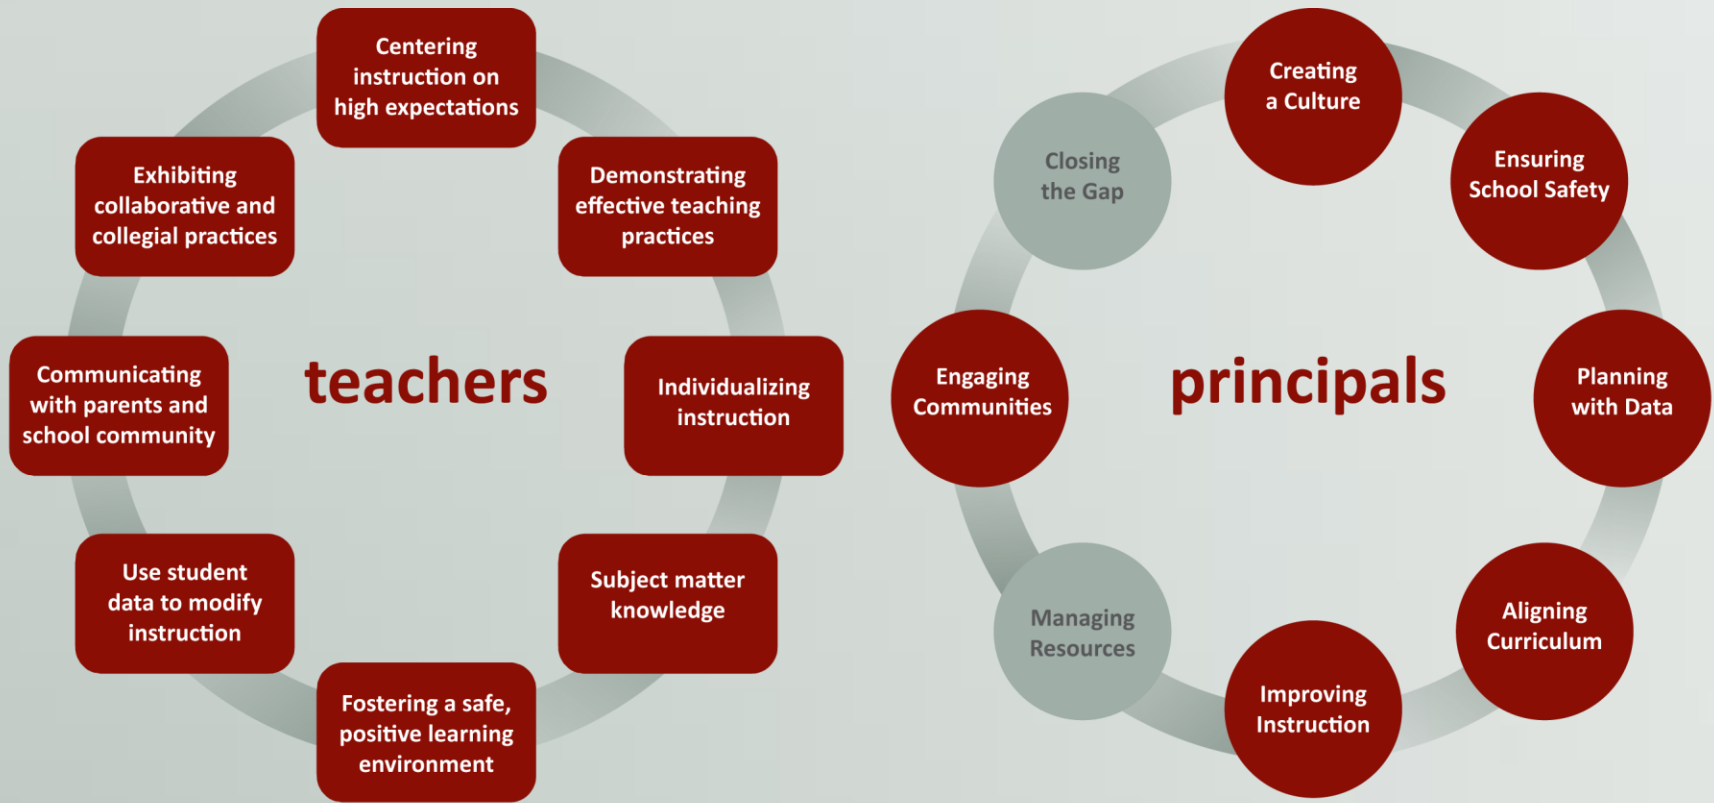 Centering
instruction on
high expectations
Demonstrating
effective teaching
practices
Individualizing
instruction
Subject matter
knowledge
Fostering a safe,
positive learning
environment
Use student
data to modify
instruction
Communicating
with parents and
school community
Exhibiting
collaborative and
collegial practices
teachers
Creating
a Culture
Ensuring
School Safety
Planning
with Data
Aligning
Curriculum
Improving
Instruction
Managing
Resources
Engaging
Communities
Closing
the Gap
principals